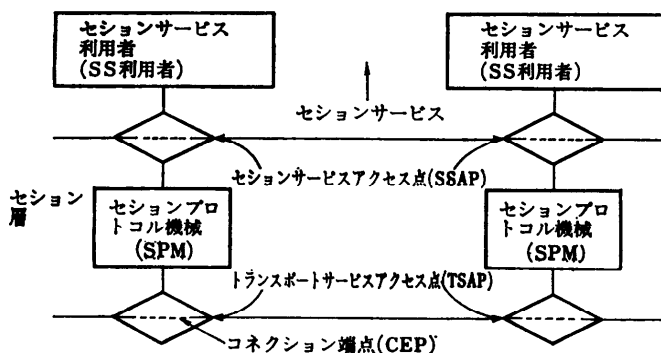 セションサービス
利用者
(SS利用者)
セションサービス
利用者
(SS利用者)
セションサービス
セションサービスアクセス点(SSAP)
セション
層
セションプロ
トコル機械
(SPM)
セションプロ
トコル機械
(SPM)
トランスポートサービスアクセス点(TSAP)
コネクション端点(CEP)